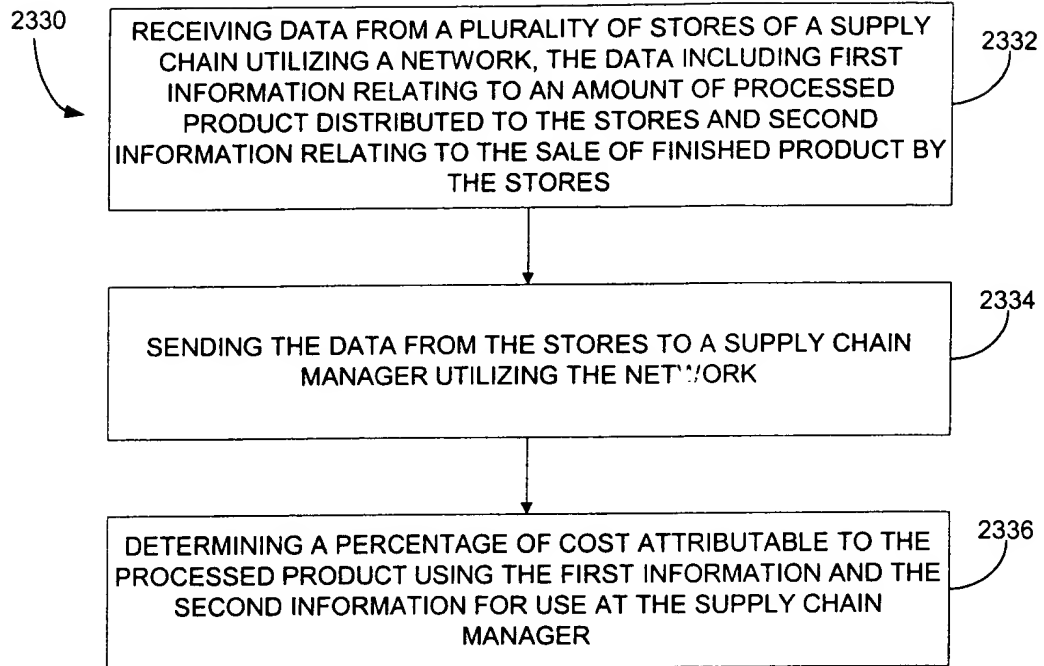 2330
RECEIVING DATA FROM A PLURALITY OF STORES OF A SUPPLY
CHAIN UTILIZING A NETWORK, THE DATA INCLUDING FIRST
INFORMATION RELATING TO AN AMOUNT OF PROCESSED
PRODUCT DISTRIBUTED TO THE STORES AND SECOND
INFORMATION RELATING TO THE SALE OF FINISHED PRODUCT BY
THE STORES
2332
SENDING THE DATA FROM THE STORES TO A SUPPLY CHAIN
MANAGER UTILIZING THE NETWORK
2334
DETERMINING A PERCENTAGE OF COST ATTRIBUTABLE TO THE
PROCESSED PRODUCT USING THE FIRST INFORMATION AND THE
SECOND INFORMATION FOR USE AT THE SUPPLY CHAIN
MANAGER
2336